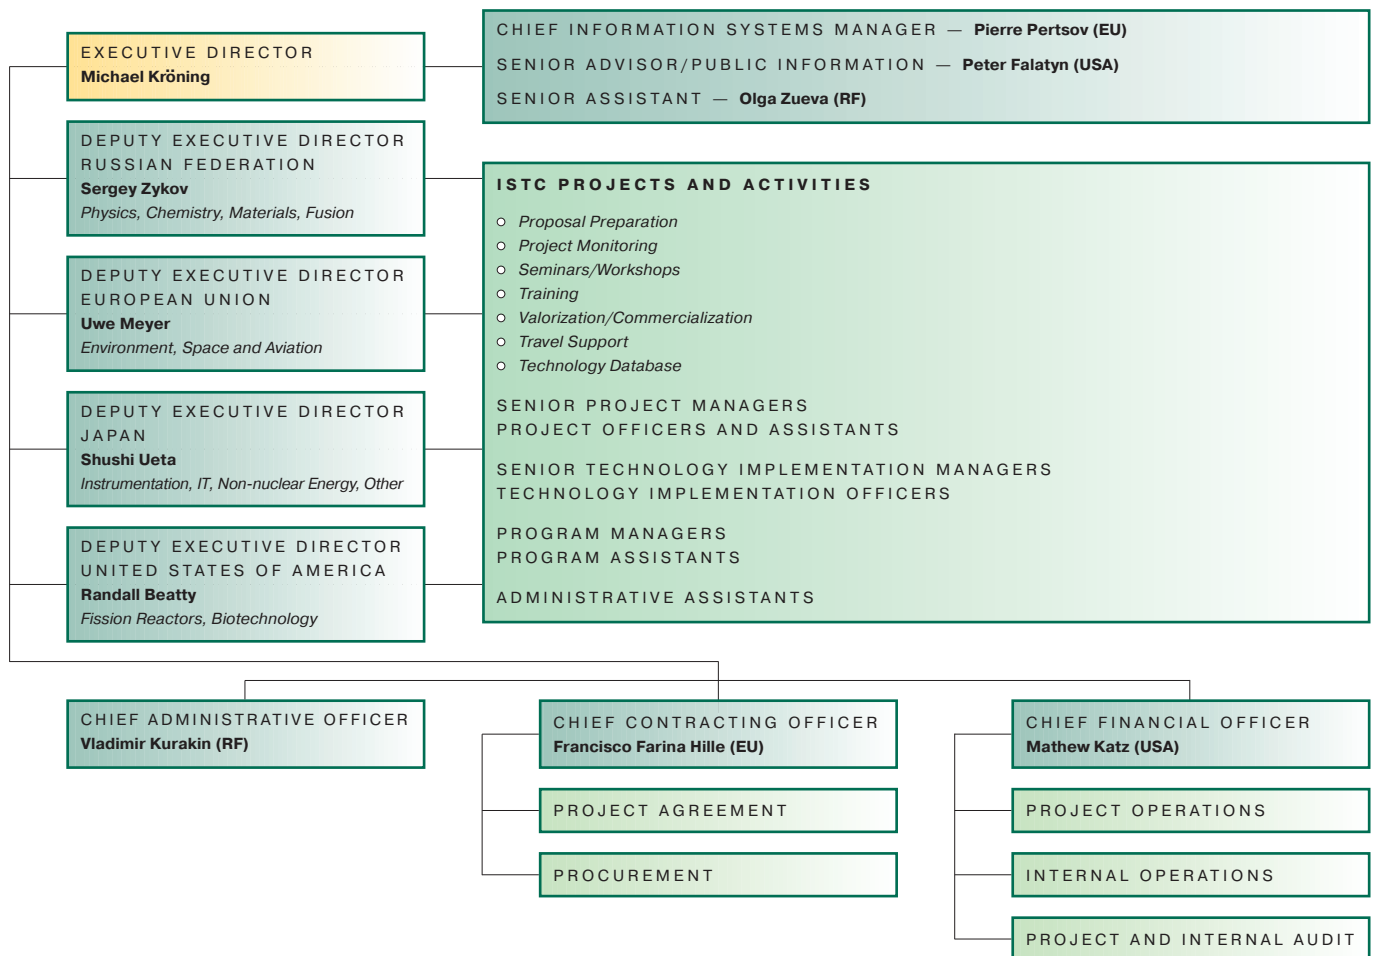 EXECUTIVE DIRECTOR
Michael Kröning
CHIEF INFORMATION SYSTEMS MANAGER — Pierre Pertsov (EU)
SENIOR ADVISOR/PUBLIC INFORMATION — Peter Falatyn (USA)
SENIOR ASSISTANT — Olga Zueva (RF)
DEPUTY EXECUTIVE DIRECTOR
RUSSIAN FEDERATION
Sergey Zykov
Physics, Chemistry, Materials, Fusion
DEPUTY EXECUTIVE DIRECTOR
EUROPEAN UNION
Uwe Meyer
Environment, Space and Aviation
DEPUTY EXECUTIVE DIRECTOR
JAPAN
Shushi Ueta
Instrumentation, IT, Non-nuclear Energy, Other
DEPUTY EXECUTIVE DIRECTOR
UNITED STATES OF AMERICA
Randall Beatty
Fission Reactors, Biotechnology
ISTC PROJECTS AND ACTIVITIES
Proposal Preparation
Project Monitoring
Seminars/Workshops
Training
Valorization/Commercialization
Travel Support
Technology Database
SENIOR PROJECT MANAGERS
PROJECT OFFICERS AND ASSISTANTS
SENIOR TECHNOLOGY IMPLEMENTATION MANAGERS
TECHNOLOGY IMPLEMENTATION OFFICERS
PROGRAM MANAGERS
PROGRAM ASSISTANTS
ADMINISTRATIVE ASSISTANTS
CHIEF ADMINISTRATIVE OFFICER
Vladimir Kurakin (RF)
CHIEF CONTRACTING OFFICER
Francisco Farina Hille (EU)
PROJECT AGREEMENT
PROCUREMENT
CHIEF FINANCIAL OFFICER
Mathew Katz (USA)
PROJECT OPERATIONS
INTERNAL OPERATIONS
PROJECT AND INTERNAL AUDIT